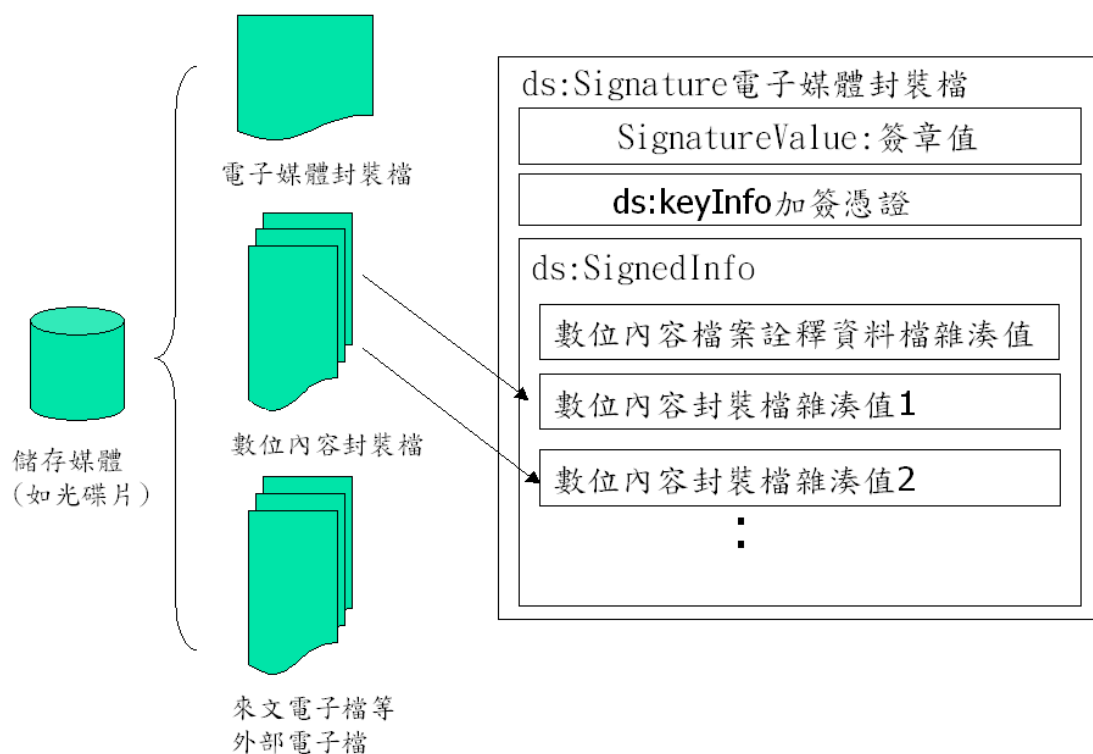 電子媒體封裝檔
數位內容封裝檔
儲存媒體
(如光碟片)
來文電子檔等
外部電子檔
ds:Signature電子媒體封裝檔
SignatureValue:簽章值
ds:keyInfo加簽憑證
ds:SignedInfo
數位內容檔案詮釋資料檔雜湊值
數位內容封裝檔雜湊值1
數位內容封裝檔雜湊值2
: